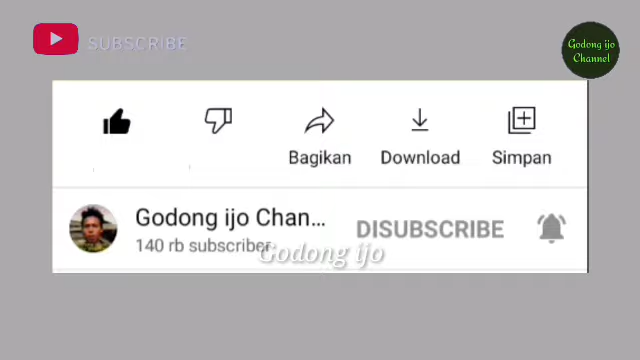 SUBSCRIBE
Godong ijo
Channel
Bagikan Download Simpan
Godong ijo Chan...
140 rb subscriber
DISUBSCRIBE
Godong ijo